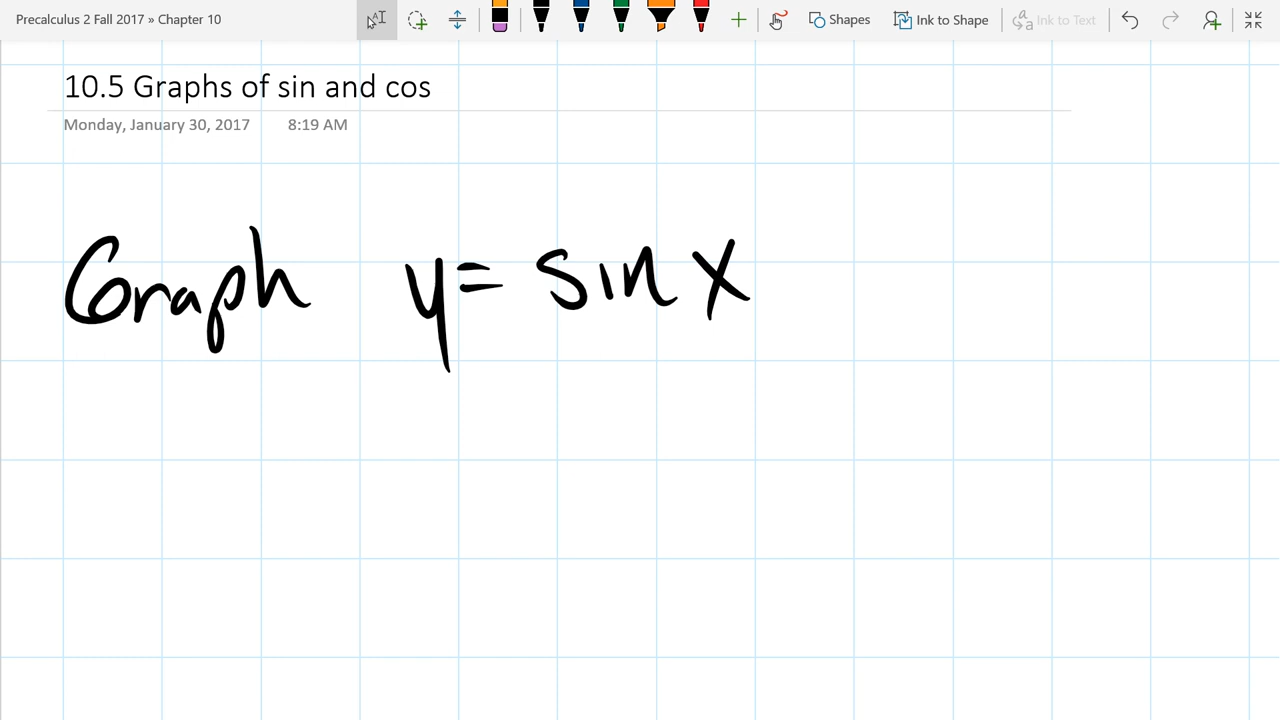 Precalculus 2 Fall 2017 » Chapter 10
Shapes
Ink to Shape
Ink to Text
10.5 Graphs of sin and cos
Monday, January 30, 2017 8:19 AM
Graph y = sin x